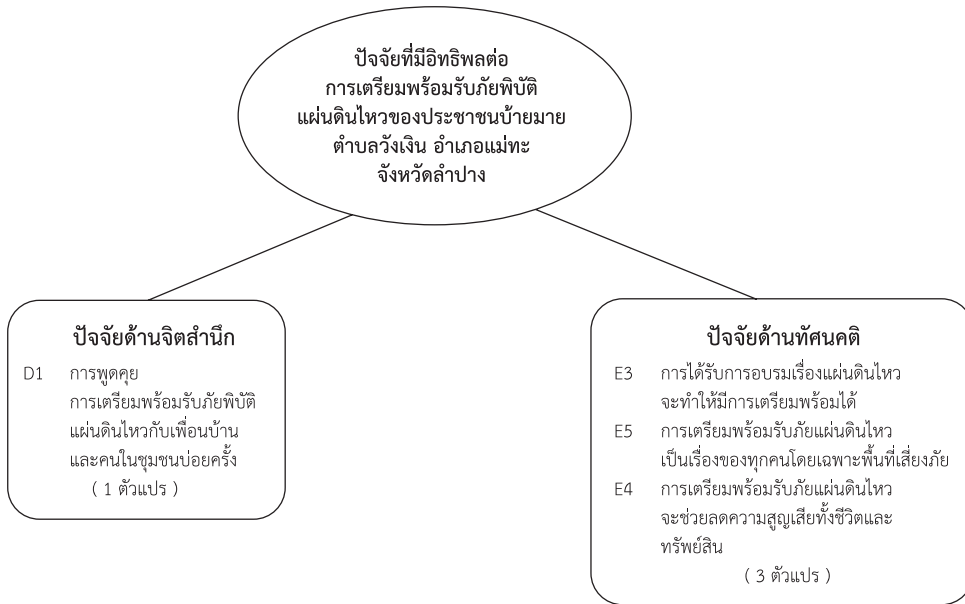 ปัจจัยที่มีอิทธิพลต่อ
การเตรียมพร้อมรับภัยพิบัติ
แผ่นดินไหวของประชาชนบ้ายมาย
ตำบลวังเงิน อำเภอแม่ทะ
จังหวัดลำปาง
ปัจจัยด้านจิตสำนึก
D1 การพูดคุย
การเตรียมพร้อมรับภัยพิบัติ
แผ่นดินไหวกับเพื่อนบ้าน
และคนในชุมชนบ่อยครั้ง
( 1 ตัวแปร )
ปัจจัยด้านทัศนคติ
E3 การได้รับการอบรมเรื่องแผ่นดินไหว
จะทำให้มีการเตรียมพร้อมได้
E5 การเตรียมพร้อมรับภัยแผ่นดินไหว
เป็นเรื่องของทุกคนโดยเฉพาะพื้นที่เสี่ยงภัย
E4 การเตรียมพร้อมรับภัยแผ่นดินไหว
จะช่วยลดความสูญเสียทั้งชีวิตและ
ทรัพย์สิน
( 3 ตัวแปร )